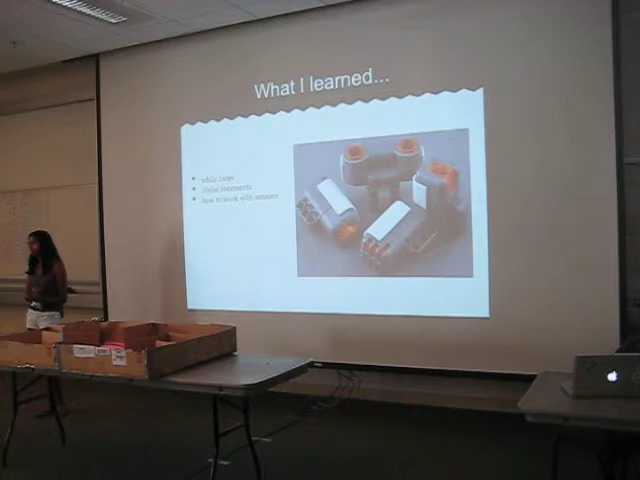 What I learned...
while loops
if/else statements
how to work with sensors